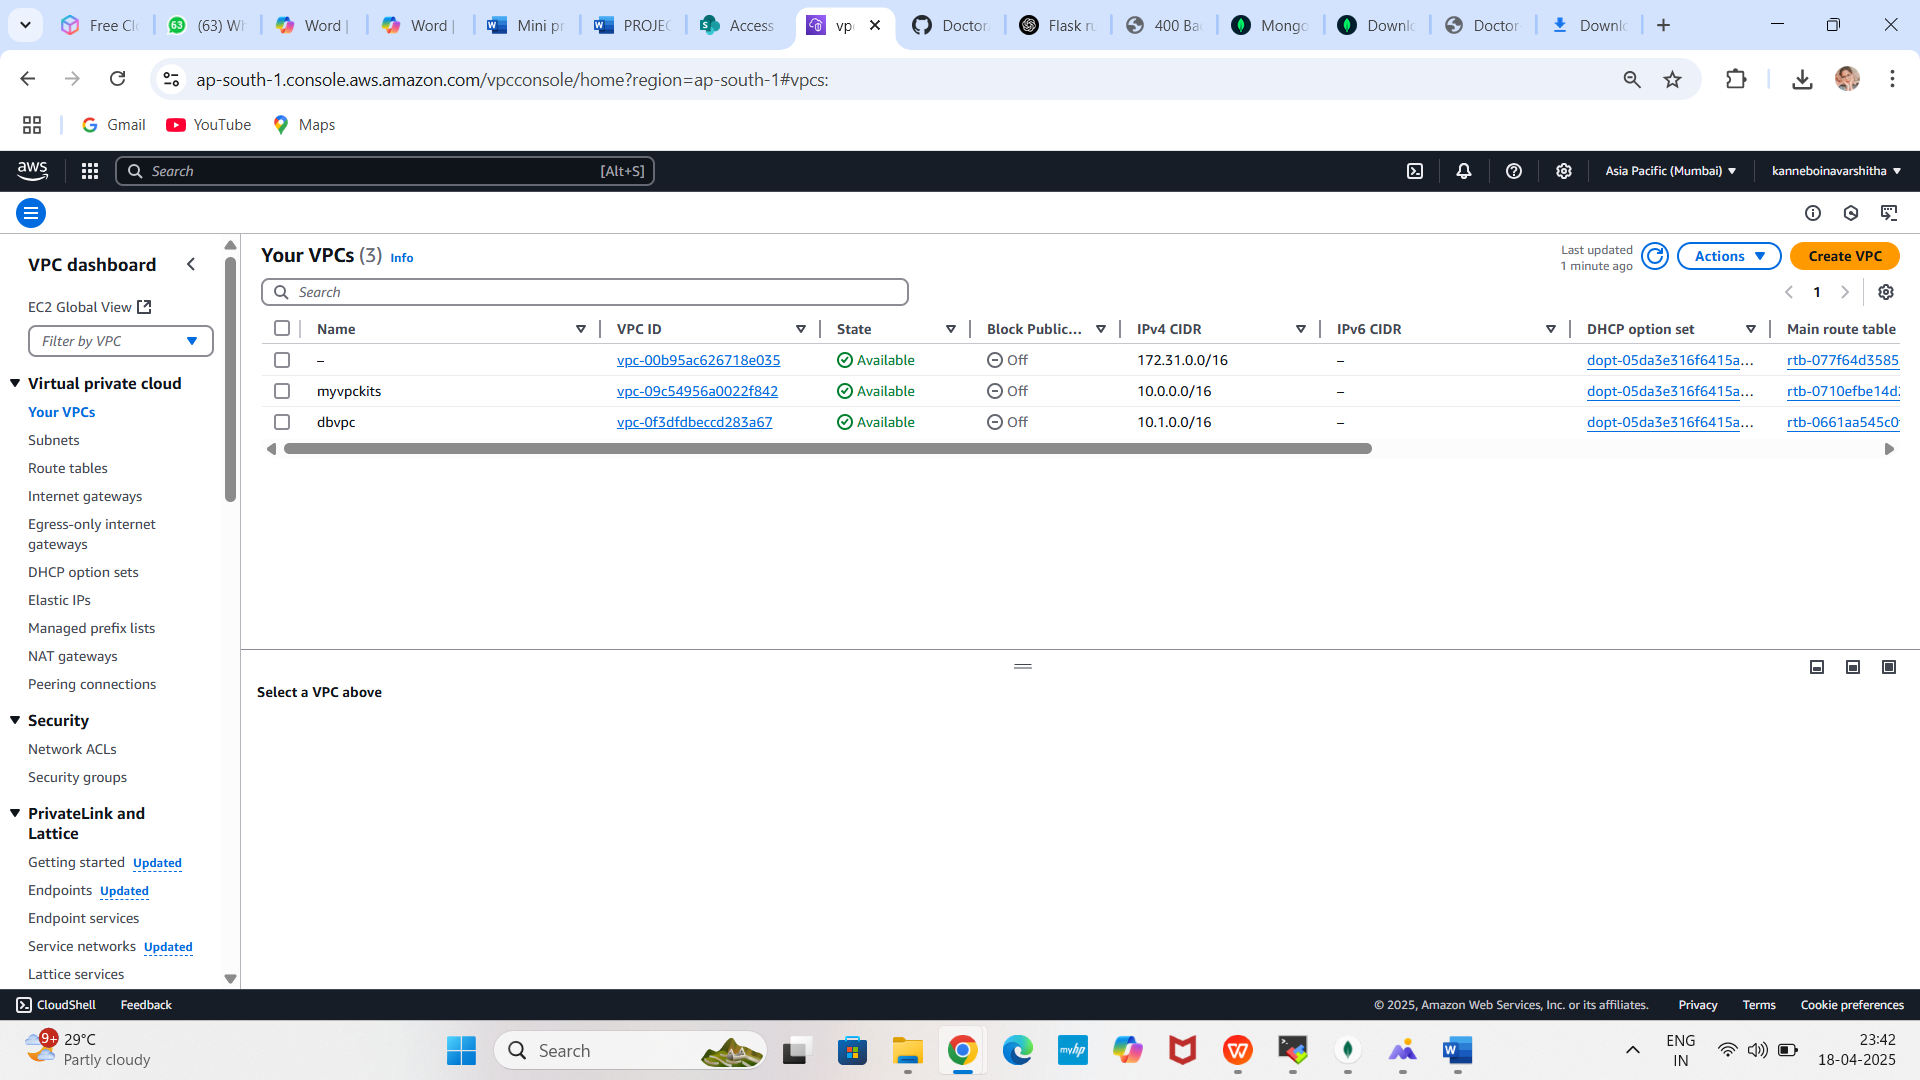 Free Clo
(63) Wh
Word |
Word |
Mini pr
PROJEC
Access
vpc
Doctor
Flask ru
400 Bad
Mongo
Downlo
Doctor
Downlo
ap-south-1.console.aws.amazon.com/vpcconsole/home?region=ap-south-1#vpcs:
Gmail
YouTube
Maps
aws
Search
[Alt+S]
Asia Pacific (Mumbai)
kanneboinavarshitha
VPC dashboard
EC2 Global View
Filter by VPC
Virtual private cloud
Your VPCs
Subnets
Route tables
Internet gateways
Egress-only internet
gateways
DHCP option sets
Elastic IPs
Managed prefix lists
NAT gateways
Peering connections
Security
Network ACLs
Security groups
PrivateLink and
Lattice
Getting started Updated
Endpoints Updated
Endpoint services
Service networks Updated
Lattice services
Your VPCs (3) Info
Last updated
1 minute ago
Actions
Create VPC
Search
1
Name VPC ID State Block Public... IPv4 CIDR IPv6 CIDR DHCP option set Main route table
– vpc-00b95ac626718e035 Available Off 172.31.0.0/16 – dopt-05da3e316f6415a... rtb-077f64d3585
myvpckits vpc-09c54956a0022f842 Available Off 10.0.0.0/16 – dopt-05da3e316f6415a... rtb-0710efbe14d
dbvpc vpc-0f3dfdbeccd283a67 Available Off 10.1.0.0/16 – dopt-05da3e316f6415a... rtb-0661aa545c0
Select a VPC above
CloudShell
Feedback
© 2025, Amazon Web Services, Inc. or its affiliates.
Privacy
Terms
Cookie preferences
9+
29°C
Partly cloudy
Search
myhp
ENG
IN
23:42
18-04-2025